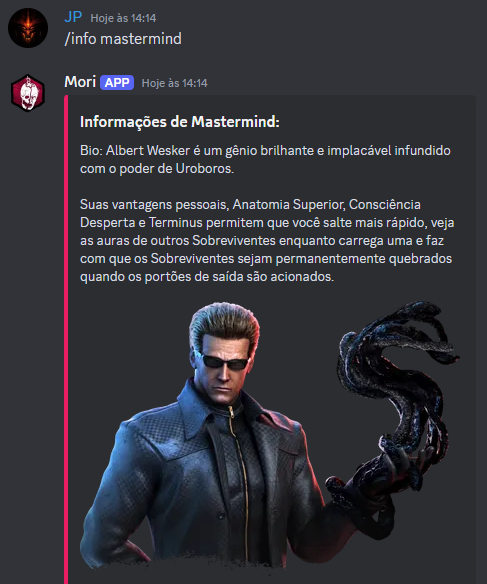 JP Hoje às 14:14
/info mastermind
Mori APP Hoje às 14:14
Informações de Mastermind:
Bio: Albert Wesker é um gênio brilhante e implacável infundido
com o poder de Uroboros.
Suas vantagens pessoais, Anatomia Superior, Consciência
Desperta e Terminus permitem que você salte mais rápido, veja
as auras de outros Sobreviventes enquanto carrega uma e faz
com que os Sobreviventes sejam permanentemente quebrados
quando os portões de saída são acionados.